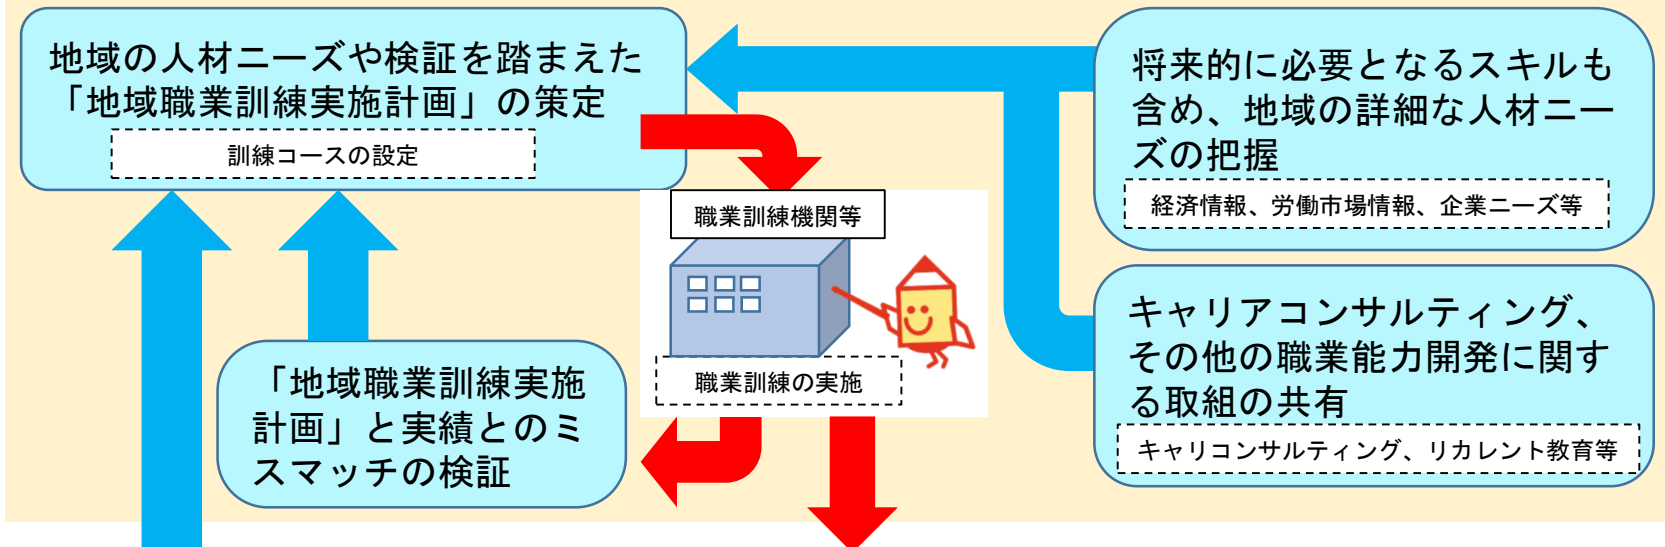 地域の人材ニーズや検証を踏まえた
「地域職業訓練実施計画」の策定
訓練コースの設定
将来的に必要となるスキルも
含め、地域の詳細な人材ニー
ズの把握
経済情報、労働市場情報、企業ニーズ等
職業訓練機関等
職業訓練の実施
キャリアコンサルティング、
その他の職業能力開発に関す
る取組の共有
キャリコンサルティング、リカレント教育等
「地域職業訓練実施
計画」と実績とのミ
スマッチの検証